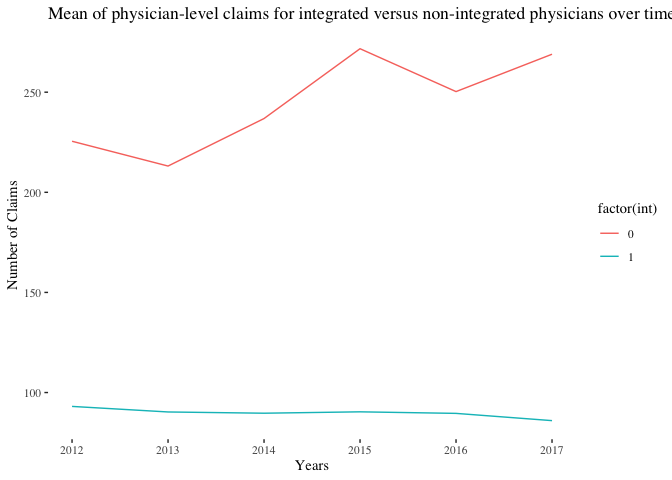 Mean of physician-level claims for integrated versus non-integrated physicians over time
250
200
150
100
Number of Claims
2012 2013 2014 2015 2016 2017
Years
factor(int)
0
1